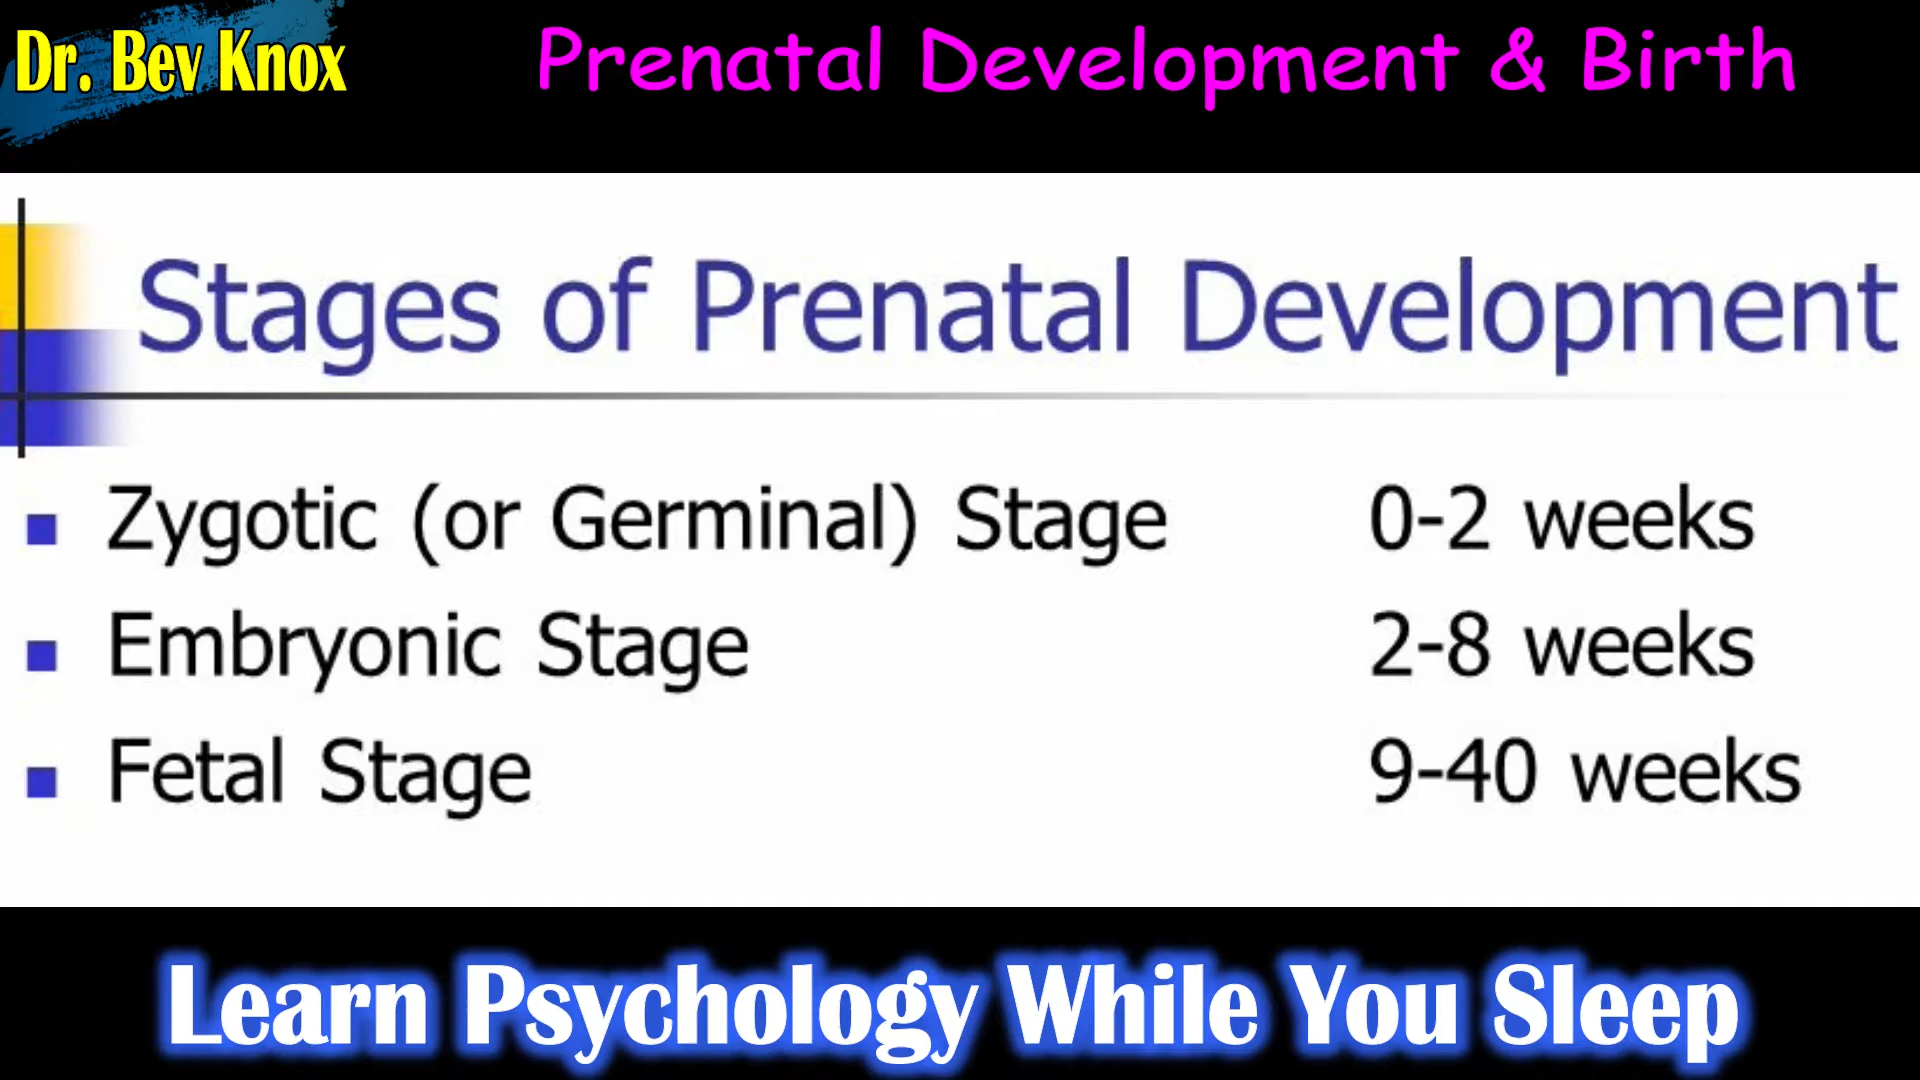 Dr. Bev Knox
Prenatal Development & Birth
Stages of Prenatal Development
Zygotic (or Germinal) Stage 0-2 weeks
Embryonic Stage 2-8 weeks
Fetal Stage 9-40 weeks
Learn Psychology While You Sleep